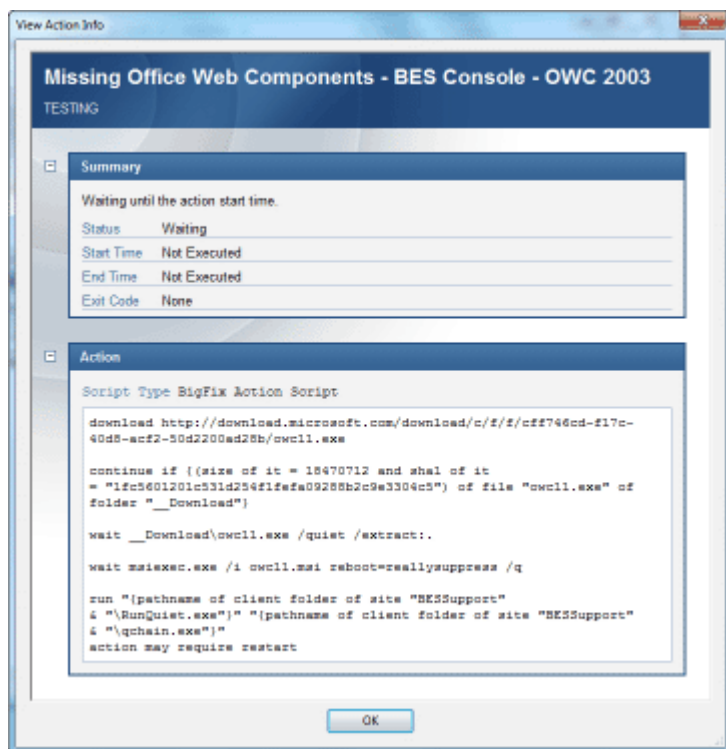 View Action Info
Missing Office Web Components - BES Console - OWC 2003
TESTING
Summary
Waiting until the action start time.
Status Waiting
Start Time Not Executed
End Time Not Executed
Exit Code None
Action
Script Type BigFix Action Script
download http://download.microsoft.com/download/c/f/f/cff746cd-f17c-
40d8-acf2-50d2200ad28b/owc11.exe
continue if {(size of it = 18470712 and sha1 of it
= "1fc5601201c531d254f1fefa09288b2c9e3304c5") of file "owc11.exe" of
folder "__Download"}
wait __Download\owc11.exe /quiet /extract:.
wait msiexec.exe /i owc11.msi reboot=reallysuppress /q
run "{pathname of client folder of site "BESSupport"
& "\RunQuiet.exe"}" "{pathname of client folder of site "BESSupport"
& "\qchain.exe"}"
action may require restart
OK